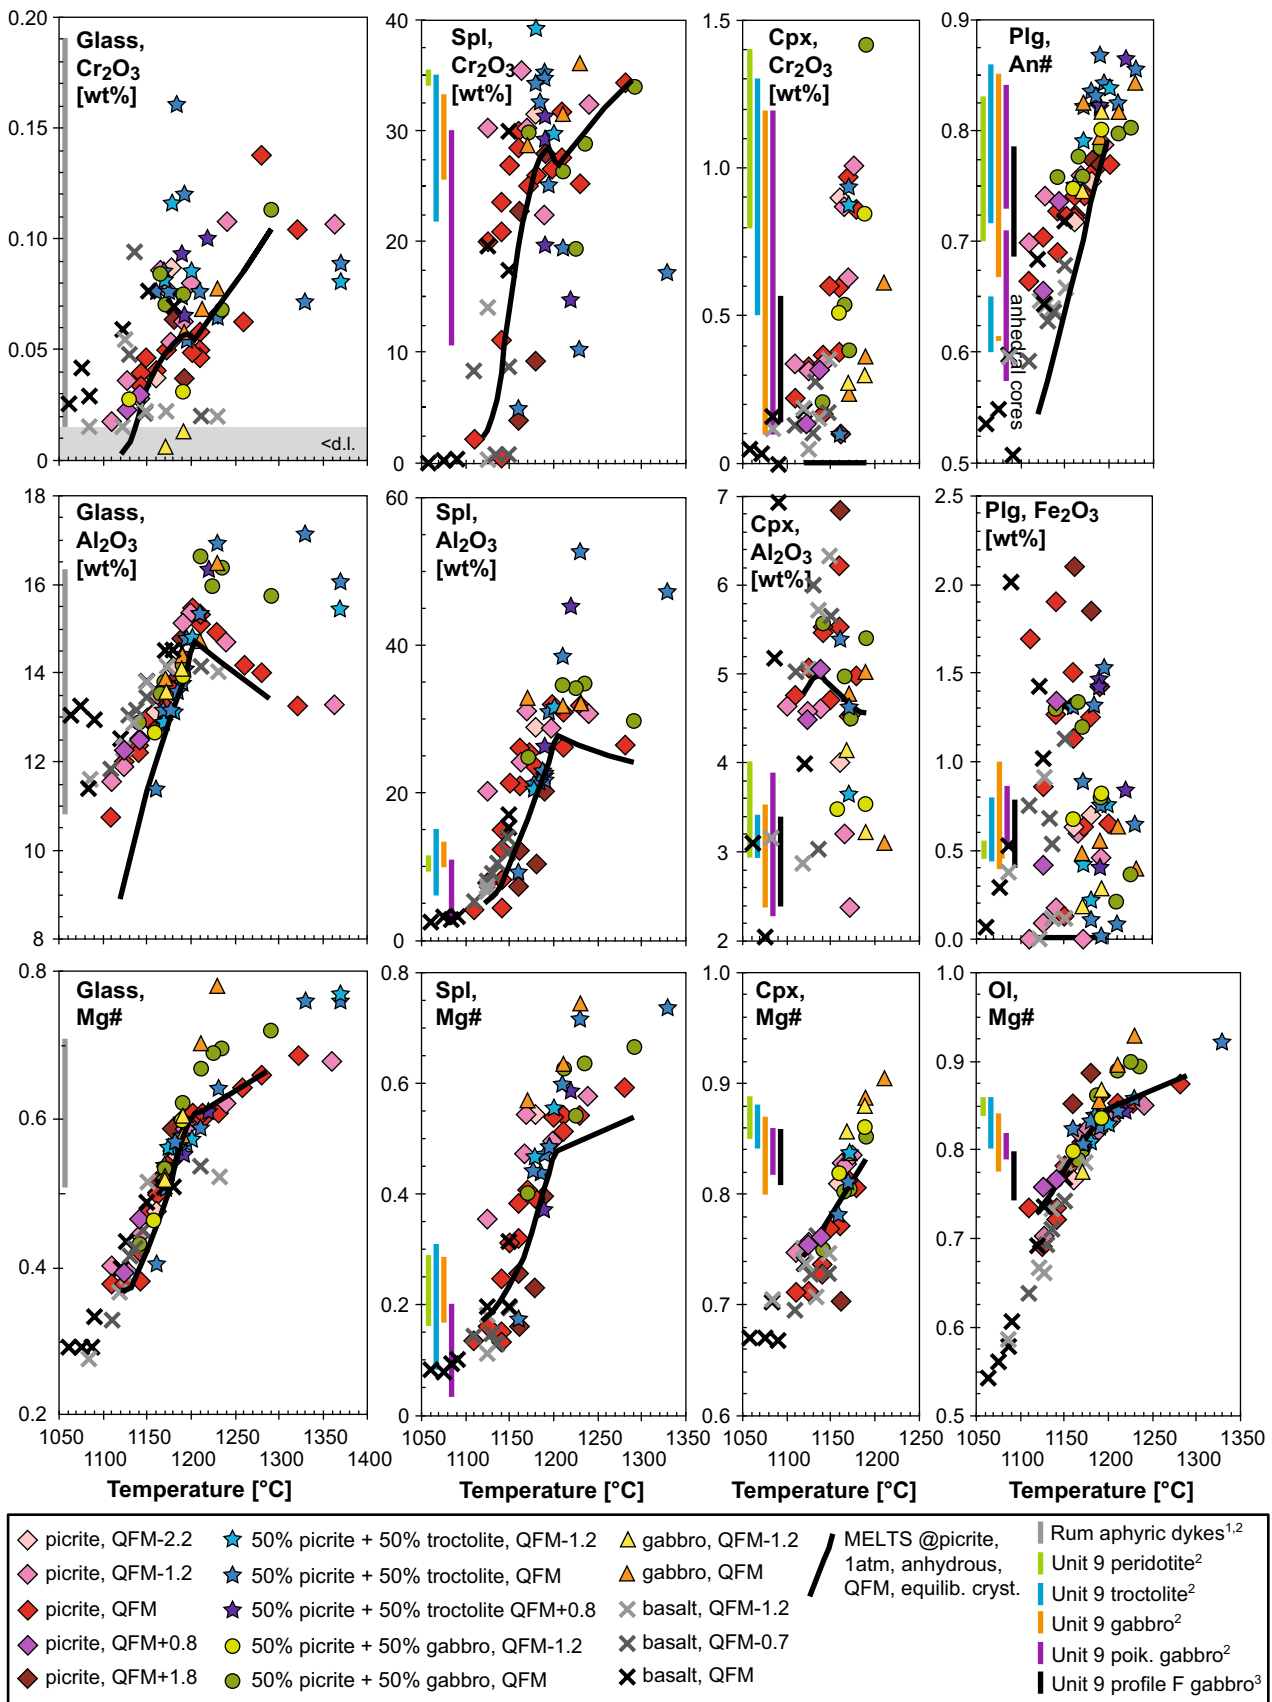 Glass,
Cr2O3
[wt%]
0.20
0.15
0.10
0.05
0
<d.l.
Spl,
Cr2O3
[wt%]
40
30
20
10
0
Cpx,
Cr2O3
[wt%]
1.5
1.0
0.5
0
Plg,
An#
0.9
0.8
0.7
0.6
0.5
anhedral cores
Glass,
Al2O3
[wt%]
18
16
14
12
10
8
Spl,
Al2O3
[wt%]
60
40
20
0
Cpx,
Al2O3
[wt%]
7
6
5
4
3
2
Plg, Fe2O3
[wt%]
2.5
2.0
1.5
1.0
0.5
0.0
Glass,
Mg#
0.8
0.6
0.4
0.2
1050 1150 1250 1350
1100 1200 1300 1400
Temperature [°C]
Spl,
Mg#
0.8
0.6
0.4
0.2
0
1050 1150 1250 1350
1100 1200 1300
Temperature [°C]
Cpx,
Mg#
1.0
0.9
0.8
0.7
0.6
1050 1150 1250
1100 1200
Temperature [°C]
Ol,
Mg#
1.0
0.9
0.8
0.7
0.6
0.5
1050 1150 1250 1350
1100 1200 1300
Temperature [°C]
picrite, QFM-2.2
picrite, QFM-1.2
picrite, QFM
picrite, QFM+0.8
picrite, QFM+1.8
50% picrite + 50% troctolite, QFM-1.2
50% picrite + 50% troctolite, QFM
50% picrite + 50% troctolite QFM+0.8
50% picrite + 50% gabbro, QFM-1.2
50% picrite + 50% gabbro, QFM
gabbro, QFM-1.2
gabbro, QFM
basalt, QFM-1.2
basalt, QFM-0.7
basalt, QFM
MELTS @picrite,
1atm, anhydrous,
QFM, equilib. cryst.
Rum aphyric dykes1,2
Unit 9 peridotite2
Unit 9 troctolite2
Unit 9 gabbro2
Unit 9 poik. gabbro2
Unit 9 profile F gabbro3